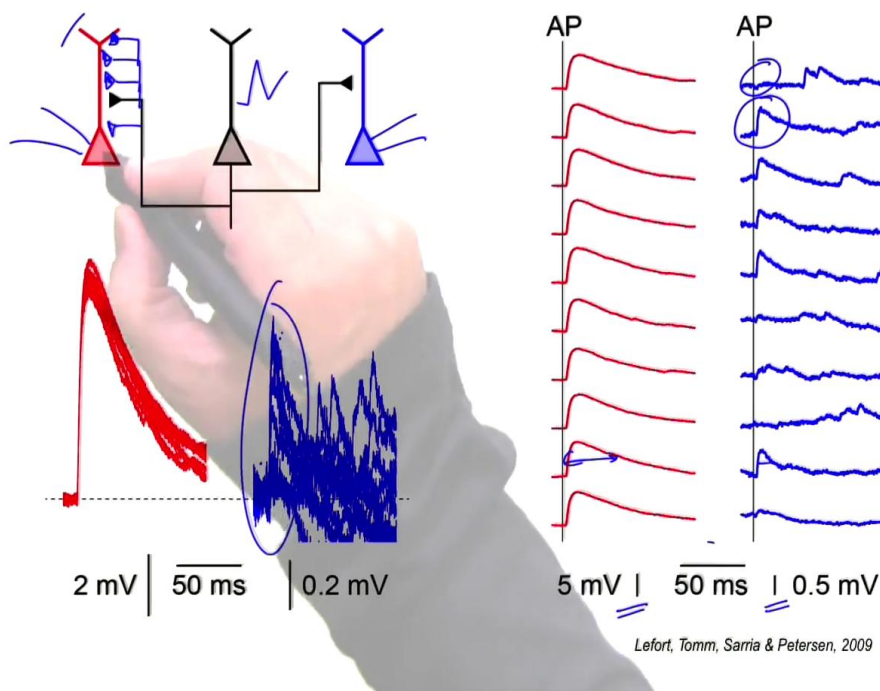 AP
AP
2 mV
50 ms
0.2 mV
5 mV
50 ms
0.5 mV
Lefort, Tomm, Sarria & Petersen, 2009